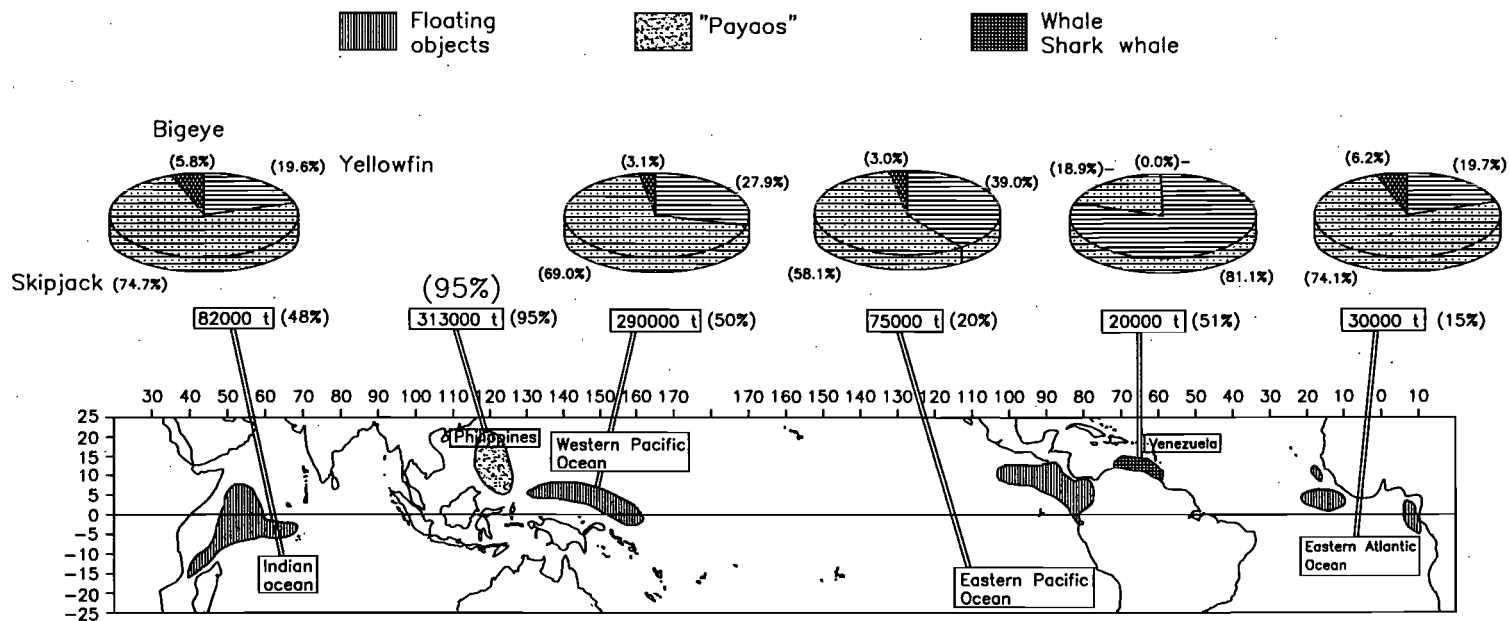 Floating
objects
"Payaos"
Whale
Shark whale
Bigeye
(5.8%)
(19.6%) Yellowfin
Skipjack (74.7%)
(3.1%)
(27.9%)
(69.0%)
(3.0%)
(39.0%)
(58.1%)
(18.9%)–
(0.0%)–
(81.1%)
(6.2%)
(19.7%)
(74.1%)
(95%)
82000 t (48%)
313000 t (95%)
290000 t (50%)
75000 t (20%)
20000 t (51%)
30000 t (15%)
30 40 50 60 70 80 90 100 110 120 130 140 150 160 170 170 160 150 140 130 120 110 100 90 80 70 60 50 40 30 20 10 0 10
25
20
15
10
5
0
-5
-10
-15
-20
-25
Philippines
Western Pacific
Ocean
Venezuela
Indian
ocean
Eastern Pacific
Ocean
Eastern Atlantic
Ocean